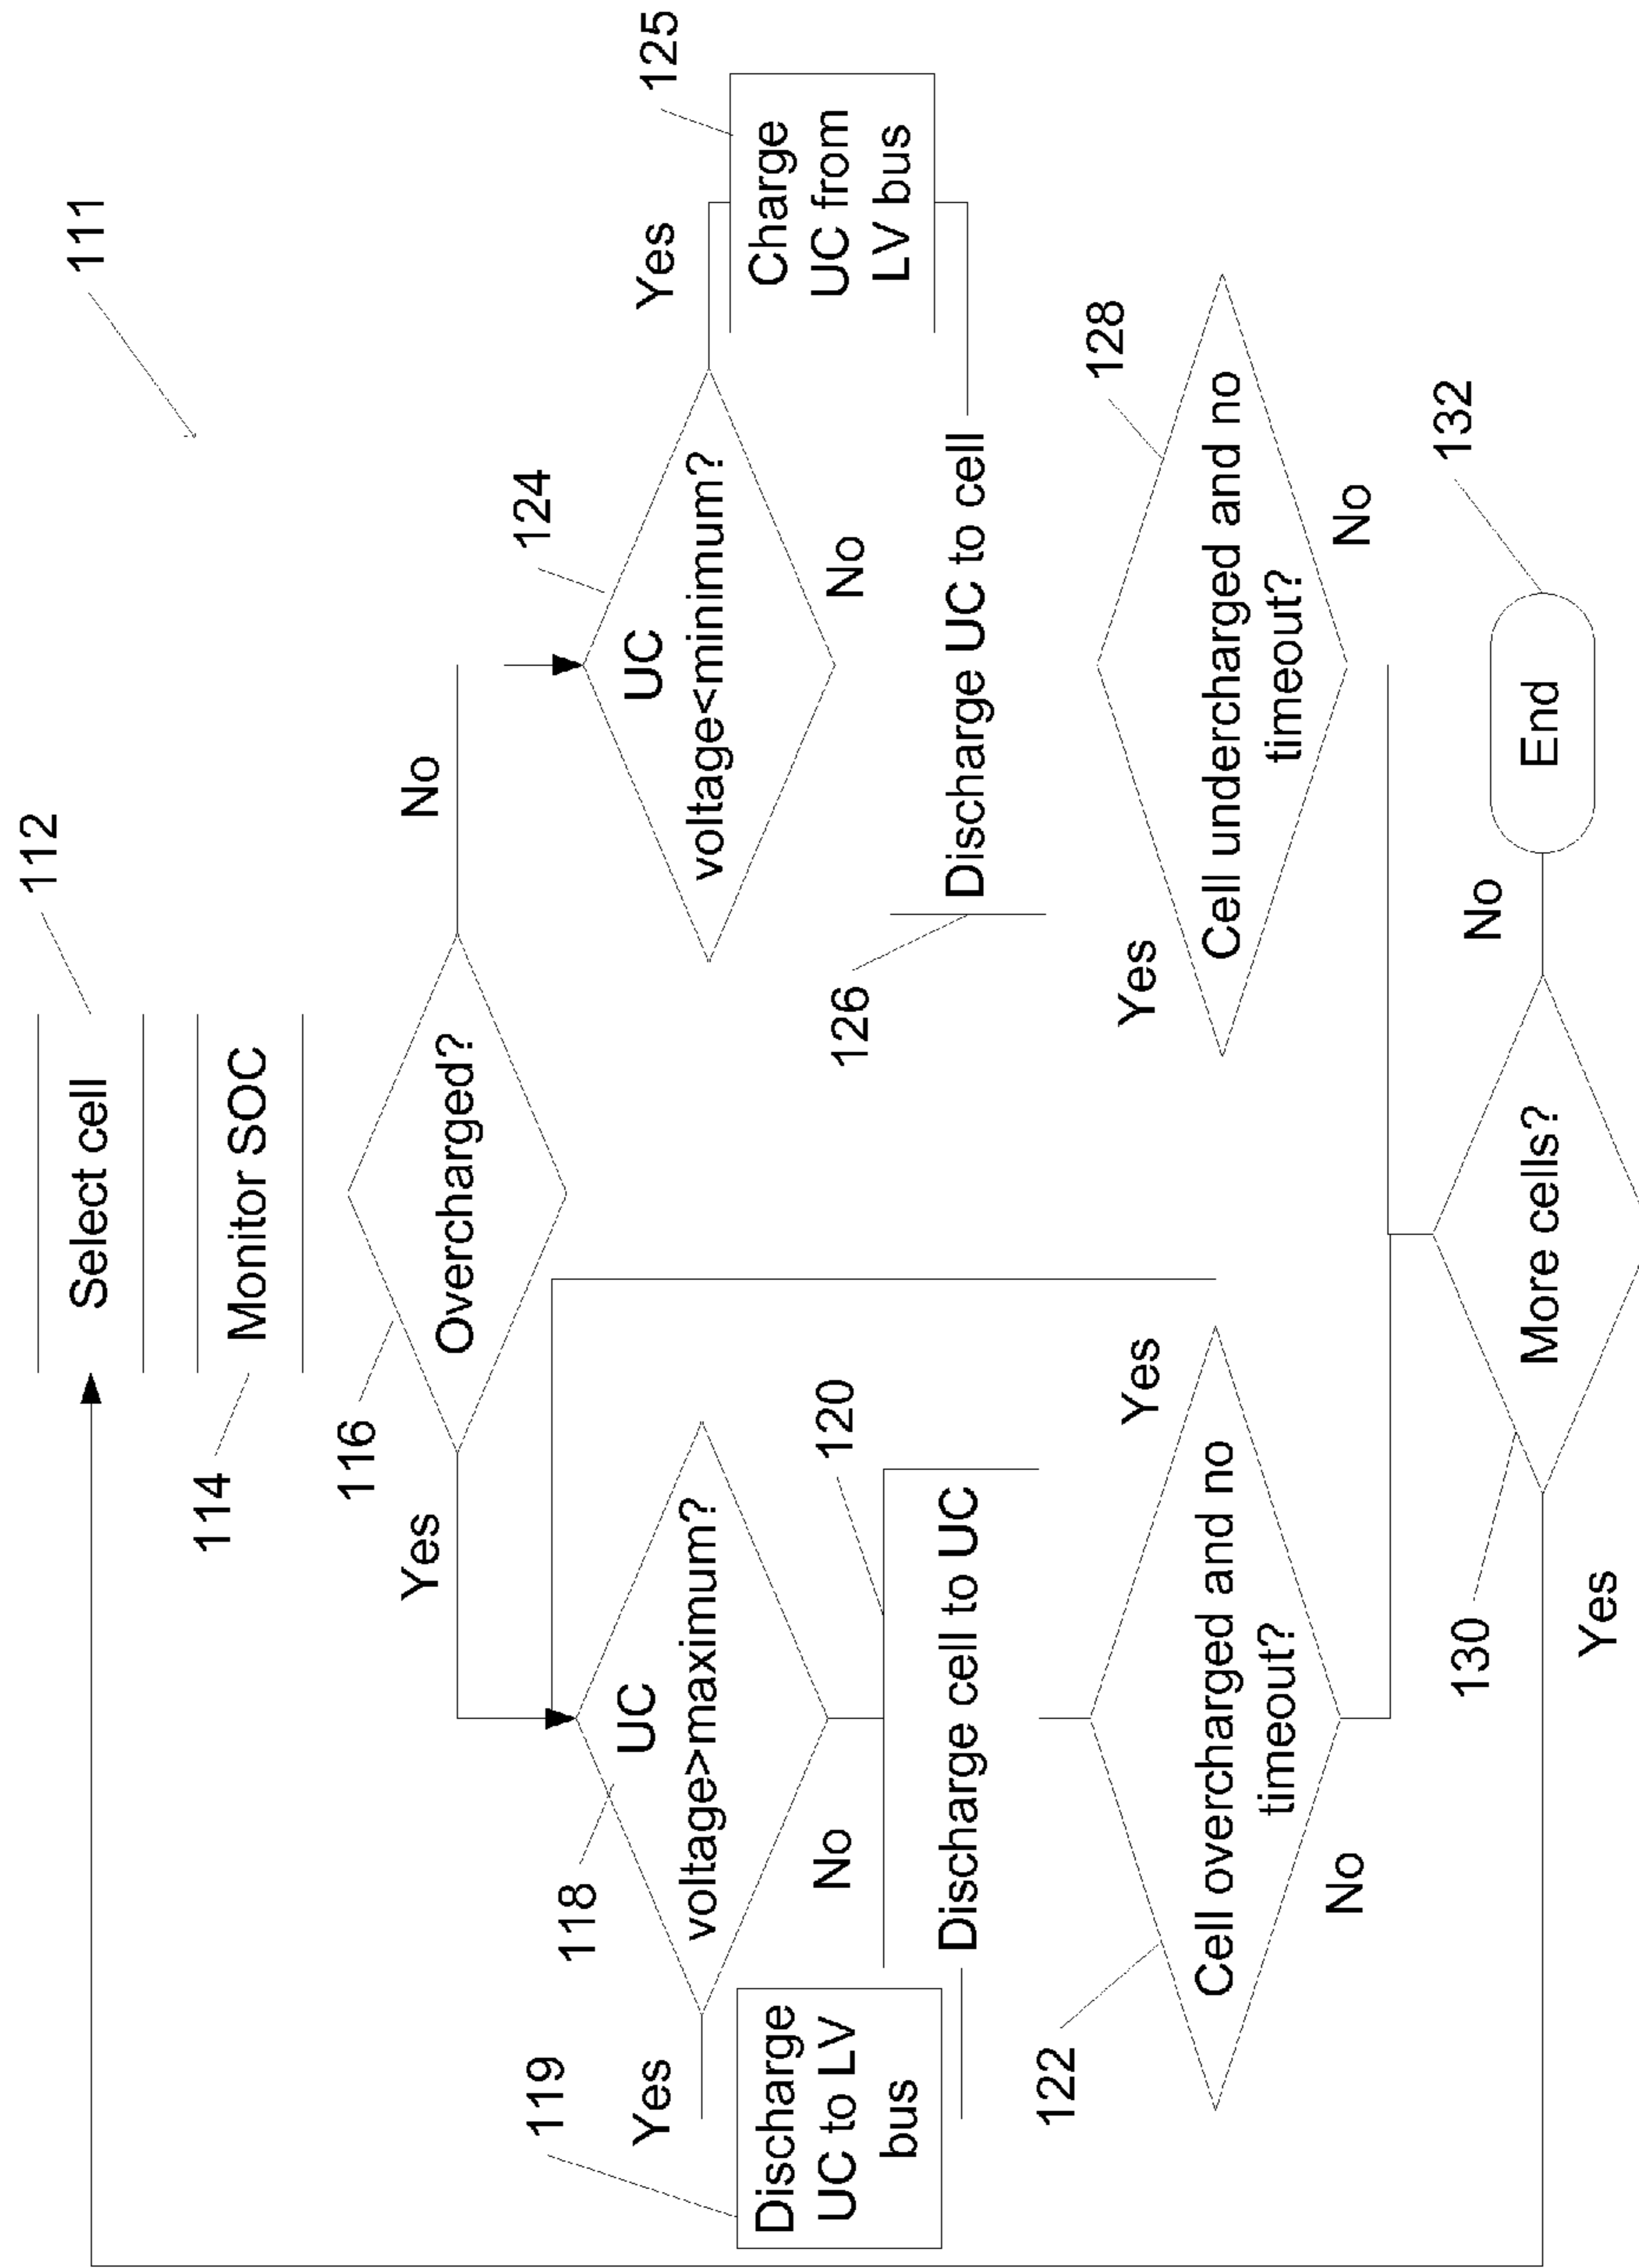 111
112
Select cell
114
Monitor SOC
116
Overcharged?
Yes
No
118
UC
voltage>maximum?
Yes
No
119
Discharge
UC to LV
bus
120
Discharge cell to UC
122
Cell overcharged and no
timeout?
Yes
No
124
UC
voltage<minimum?
Yes
No
125
Charge
UC from
LV bus
126
Discharge UC to cell
128
Cell undercharged and no
timeout?
Yes
No
130
More cells?
Yes
No
132
End